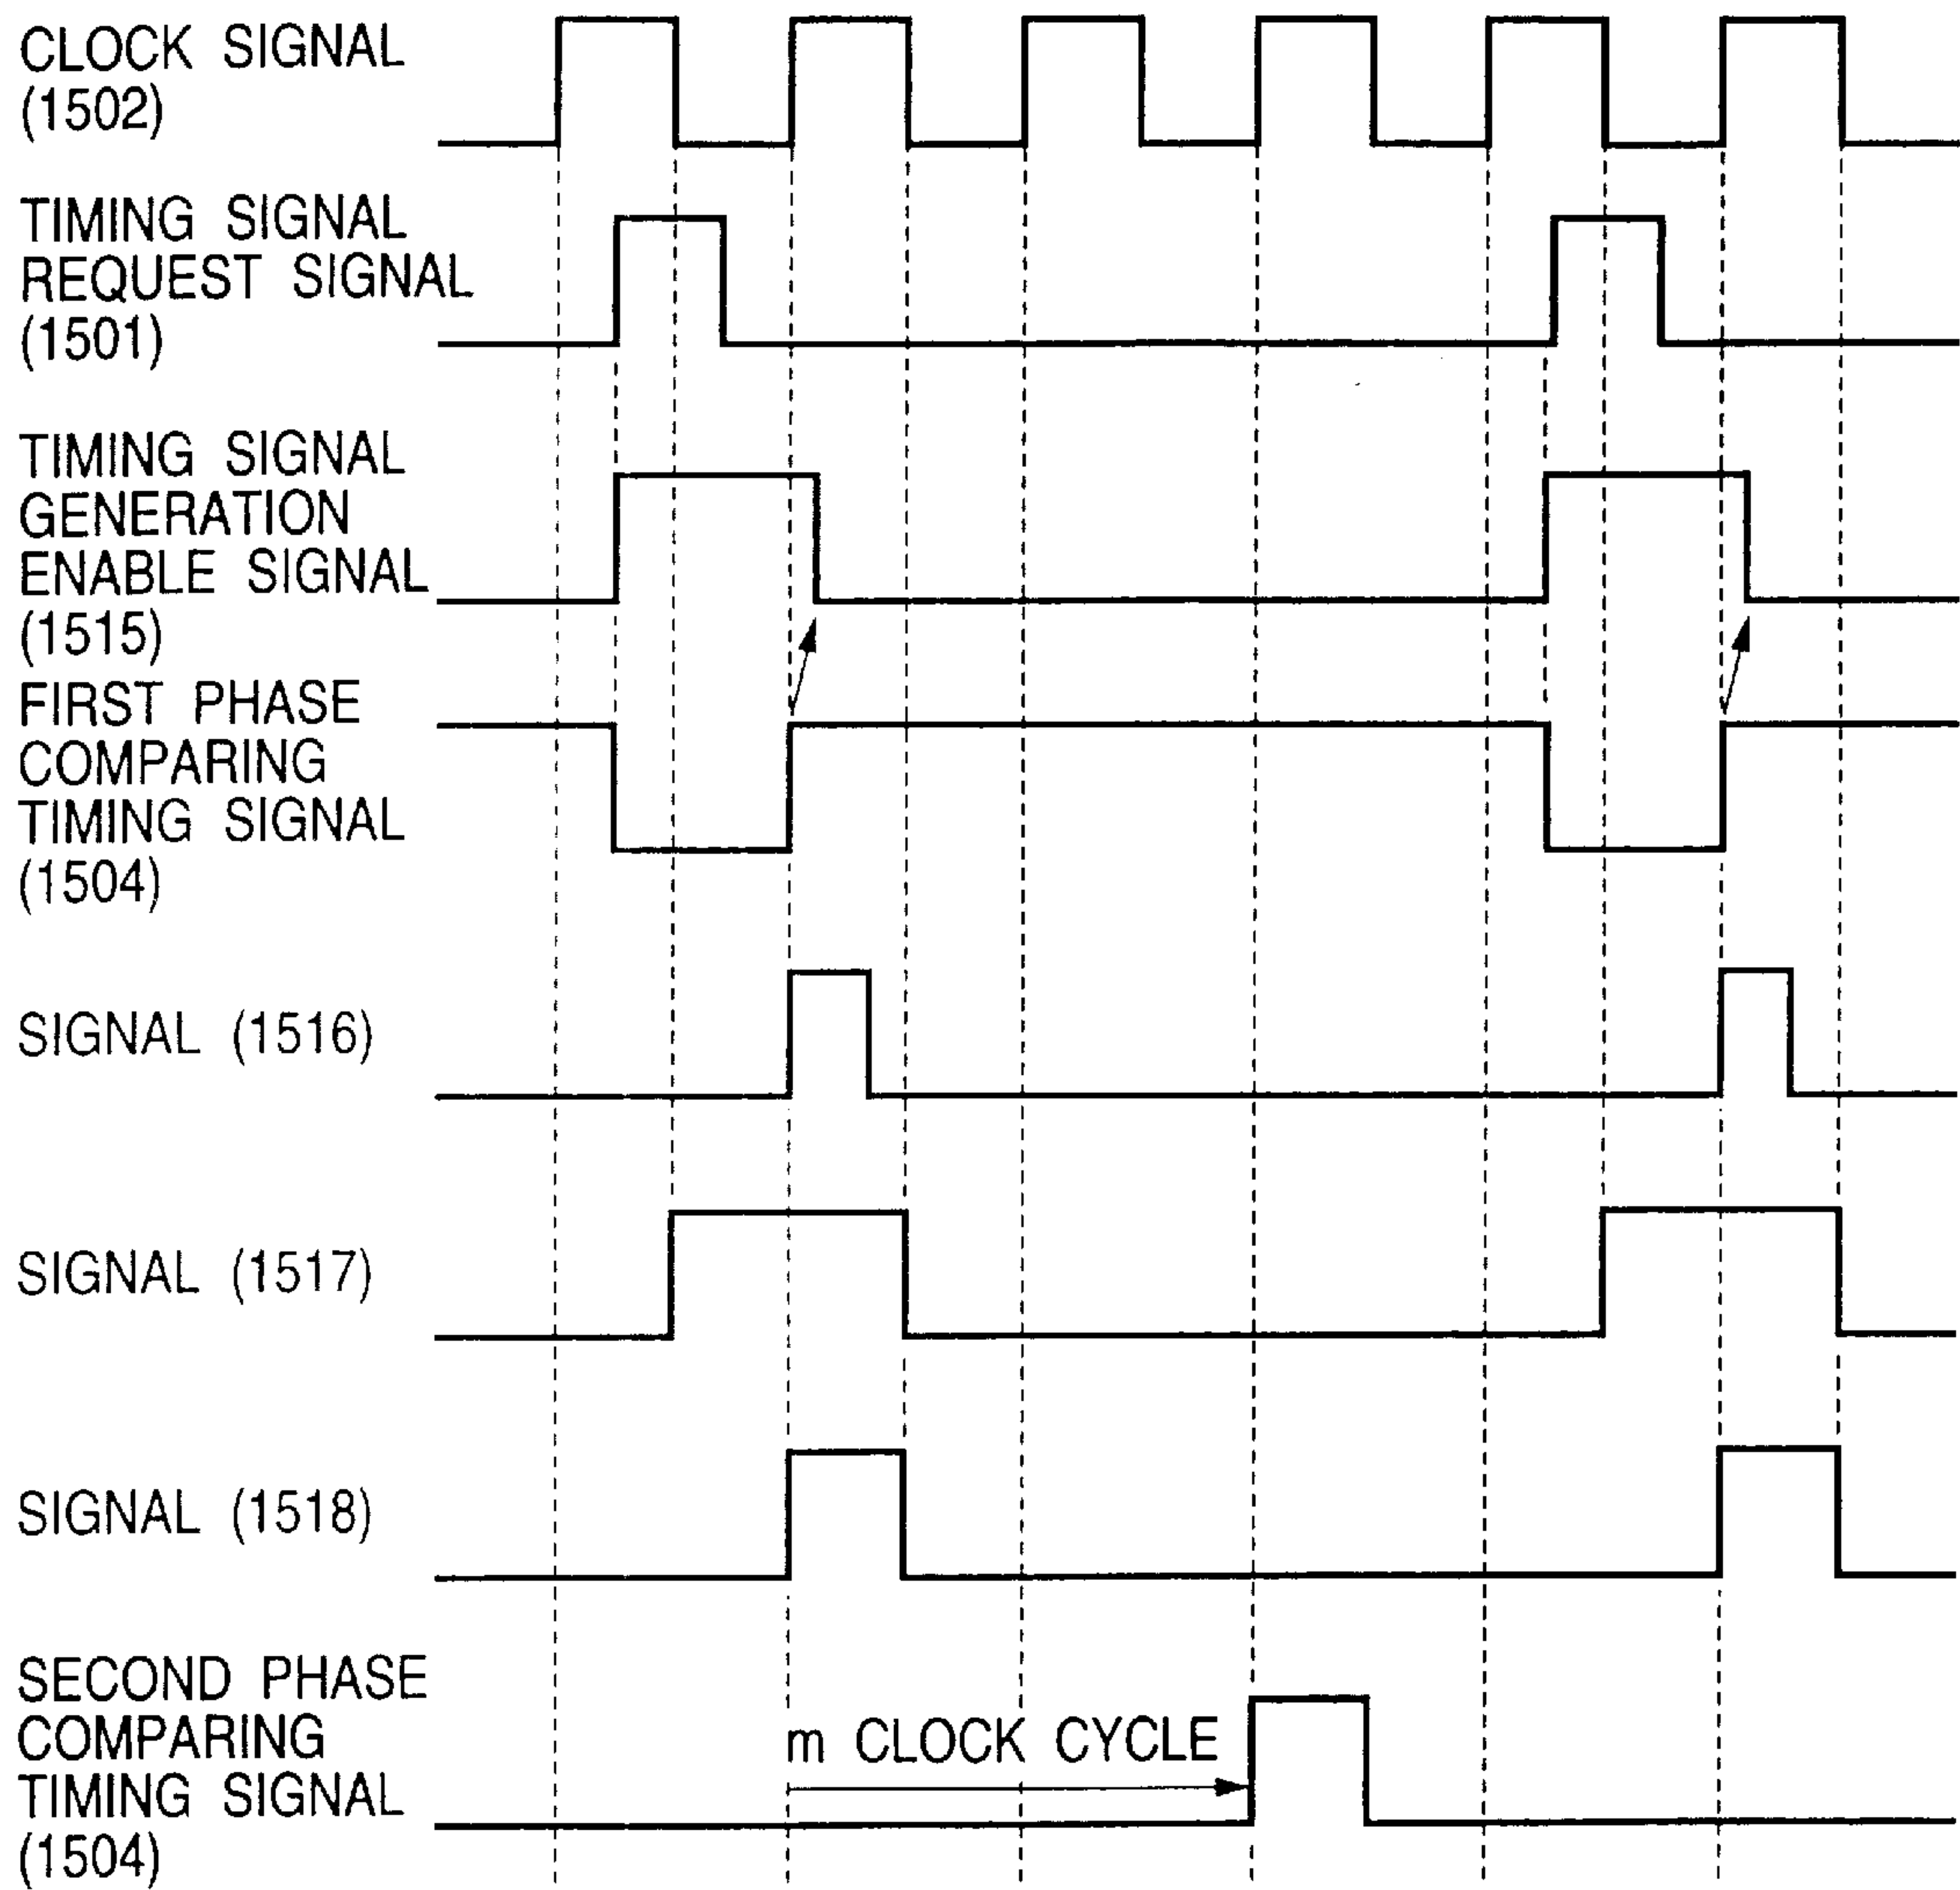 CLOCK SIGNAL
(1502)
TIMING SIGNAL
REQUEST SIGNAL
(1501)
TIMING SIGNAL
GENERATION
ENABLE SIGNAL
(1515)
FIRST PHASE
COMPARING
TIMING SIGNAL
(1504)
SIGNAL (1516)
SIGNAL (1517)
SIGNAL (1518)
SECOND PHASE
COMPARING
TIMING SIGNAL
(1504)
m CLOCK CYCLE